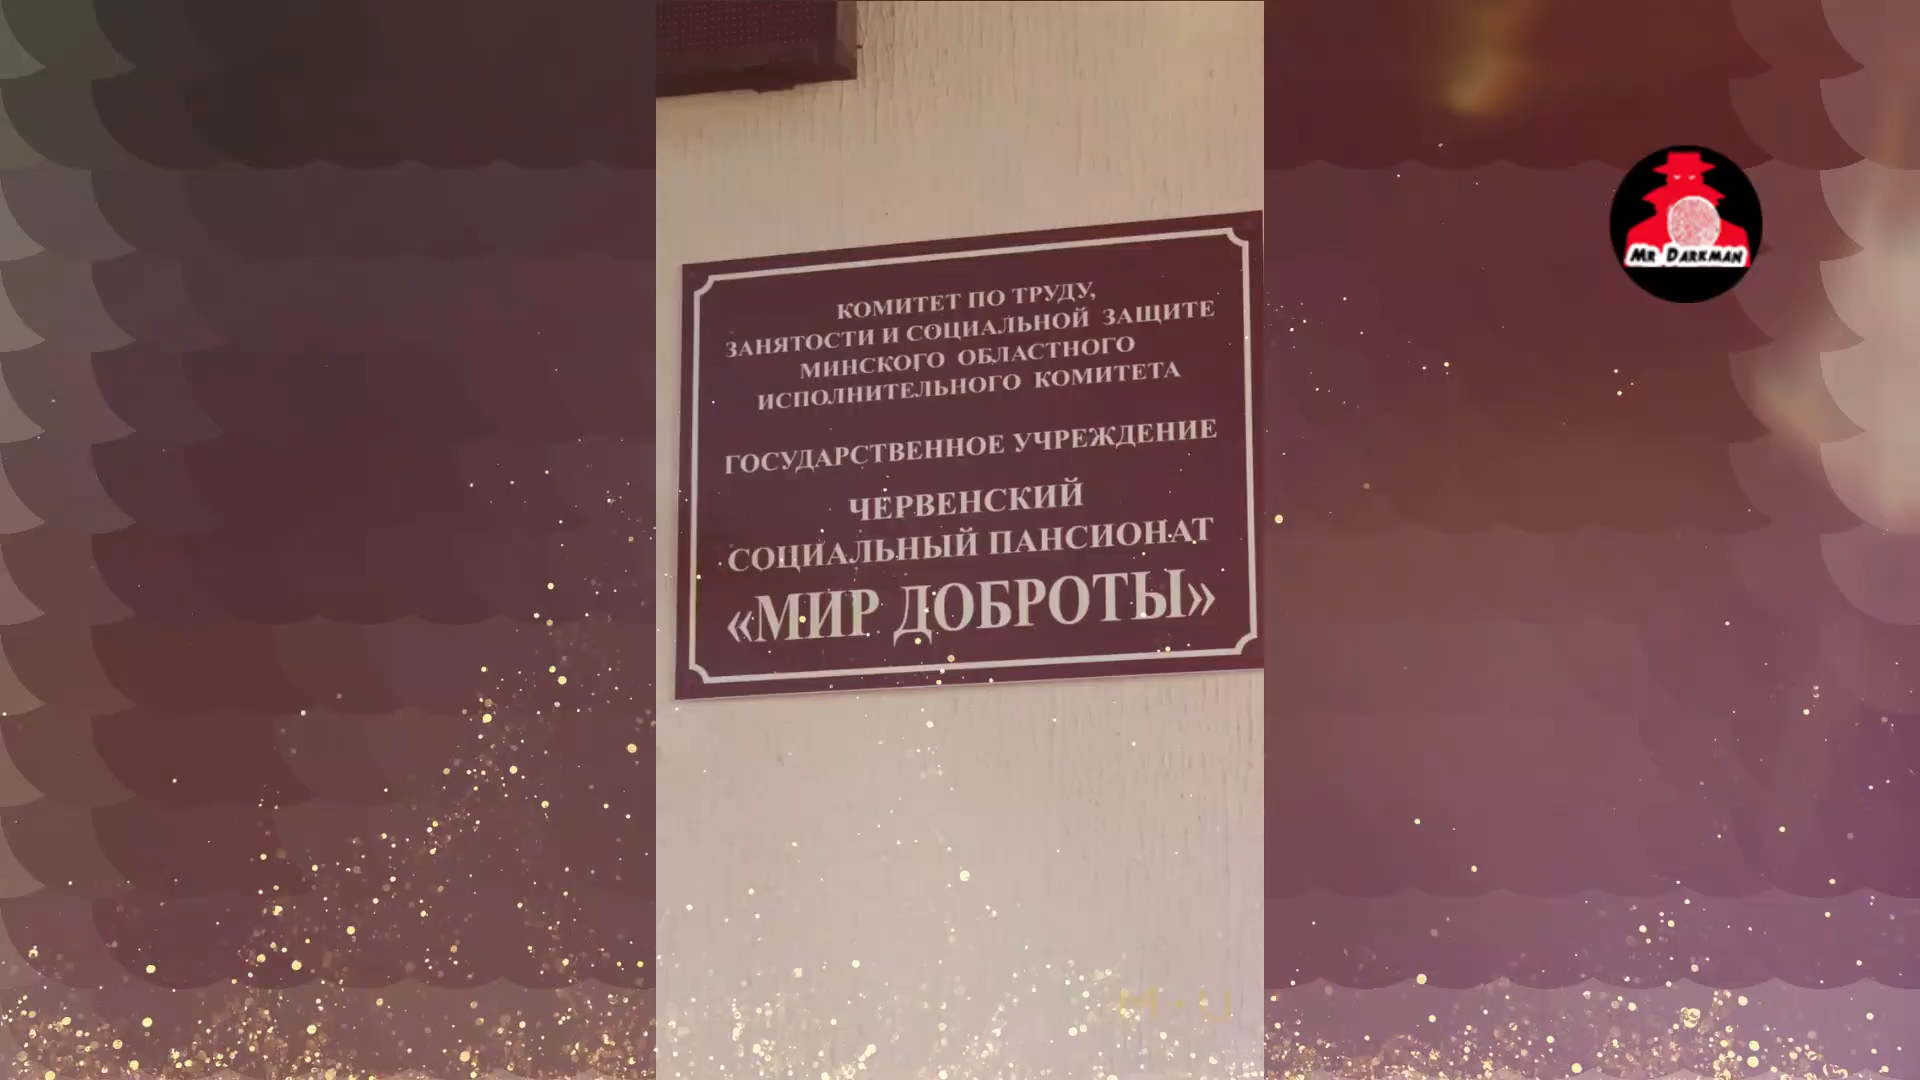 КОМИТЕТ ПО ТРУДУ,
ЗАНЯТОСТИ И СОЦИАЛЬНОЙ ЗАЩИТЕ
МИНСКОГО ОБЛАСТНОГО
ИСПОЛНИТЕЛЬНОГО КОМИТЕТА
ГОСУДАРСТВЕННОЕ УЧРЕЖДЕНИЕ
ЧЕРВЕНСКИЙ
СОЦИАЛЬНЫЙ ПАНСИОНАТ
«МИР ДОБРОТЫ»
MR DARKMAN